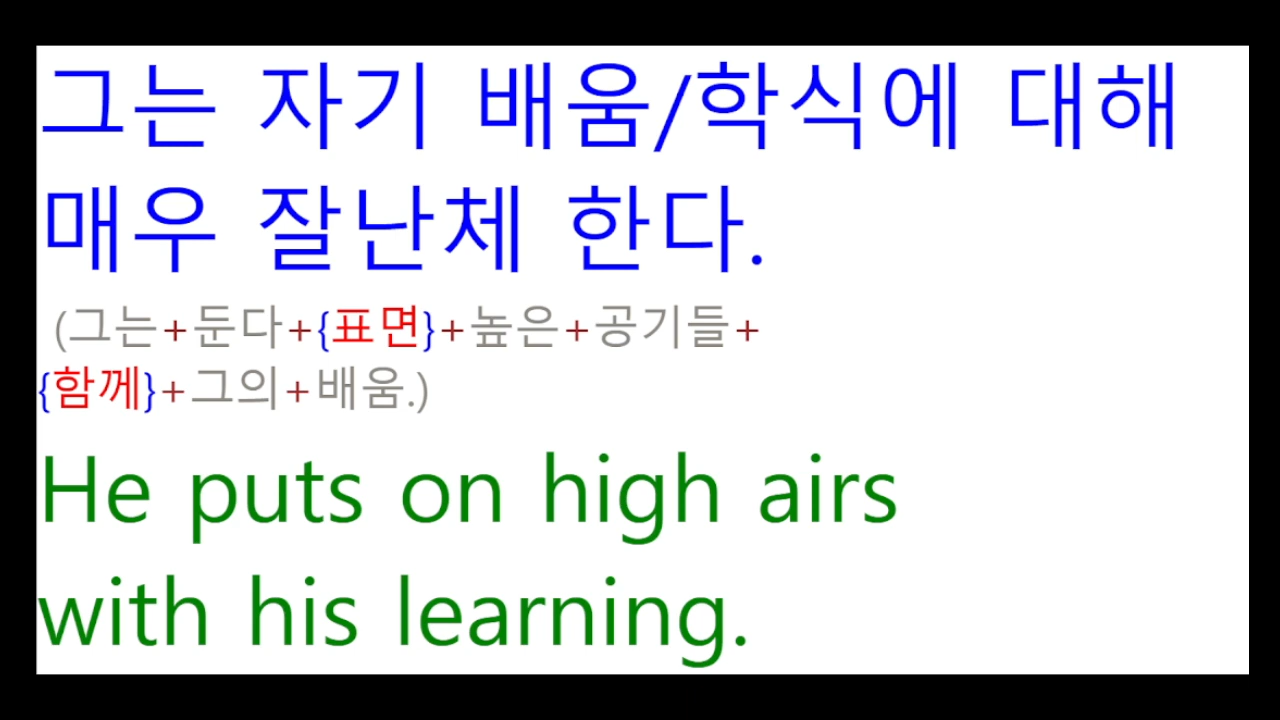 그는 자기 배움/학식에 대해
매우 잘난체 한다.
(그는+둔다+{표면}+높은+공기들+
{함께}+그의+배움.)
He puts on high airs
with his learning.